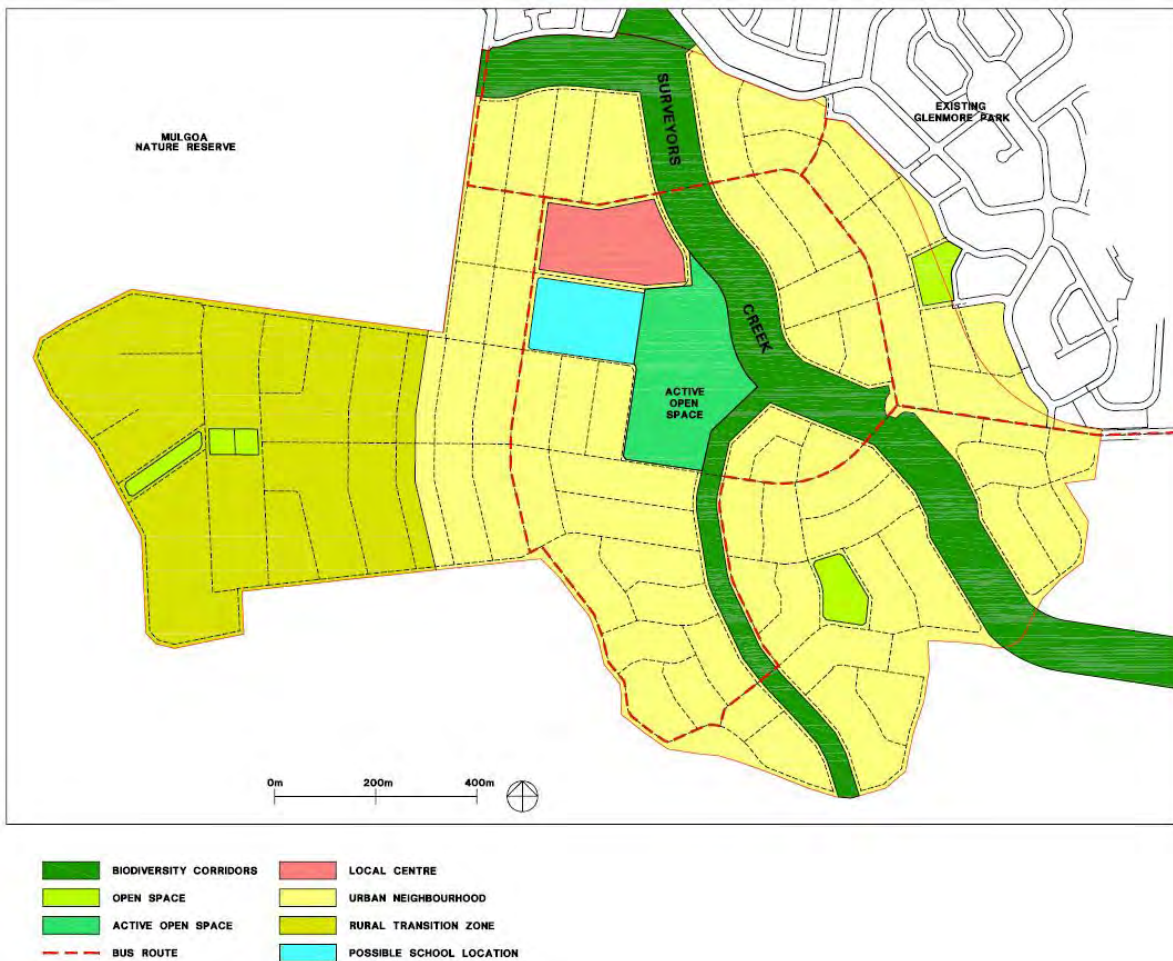 MULGOA
NATURE RESERVE
SURVEYORS
CREEK
EXISTING
GLENMORE PARK
ACTIVE
OPEN
SPACE
0m 200m 400m
BIODIVERSITY CORRIDORS
OPEN SPACE
ACTIVE OPEN SPACE
BUS ROUTE
LOCAL CENTRE
URBAN NEIGHBOURHOOD
RURAL TRANSITION ZONE
POSSIBLE SCHOOL LOCATION